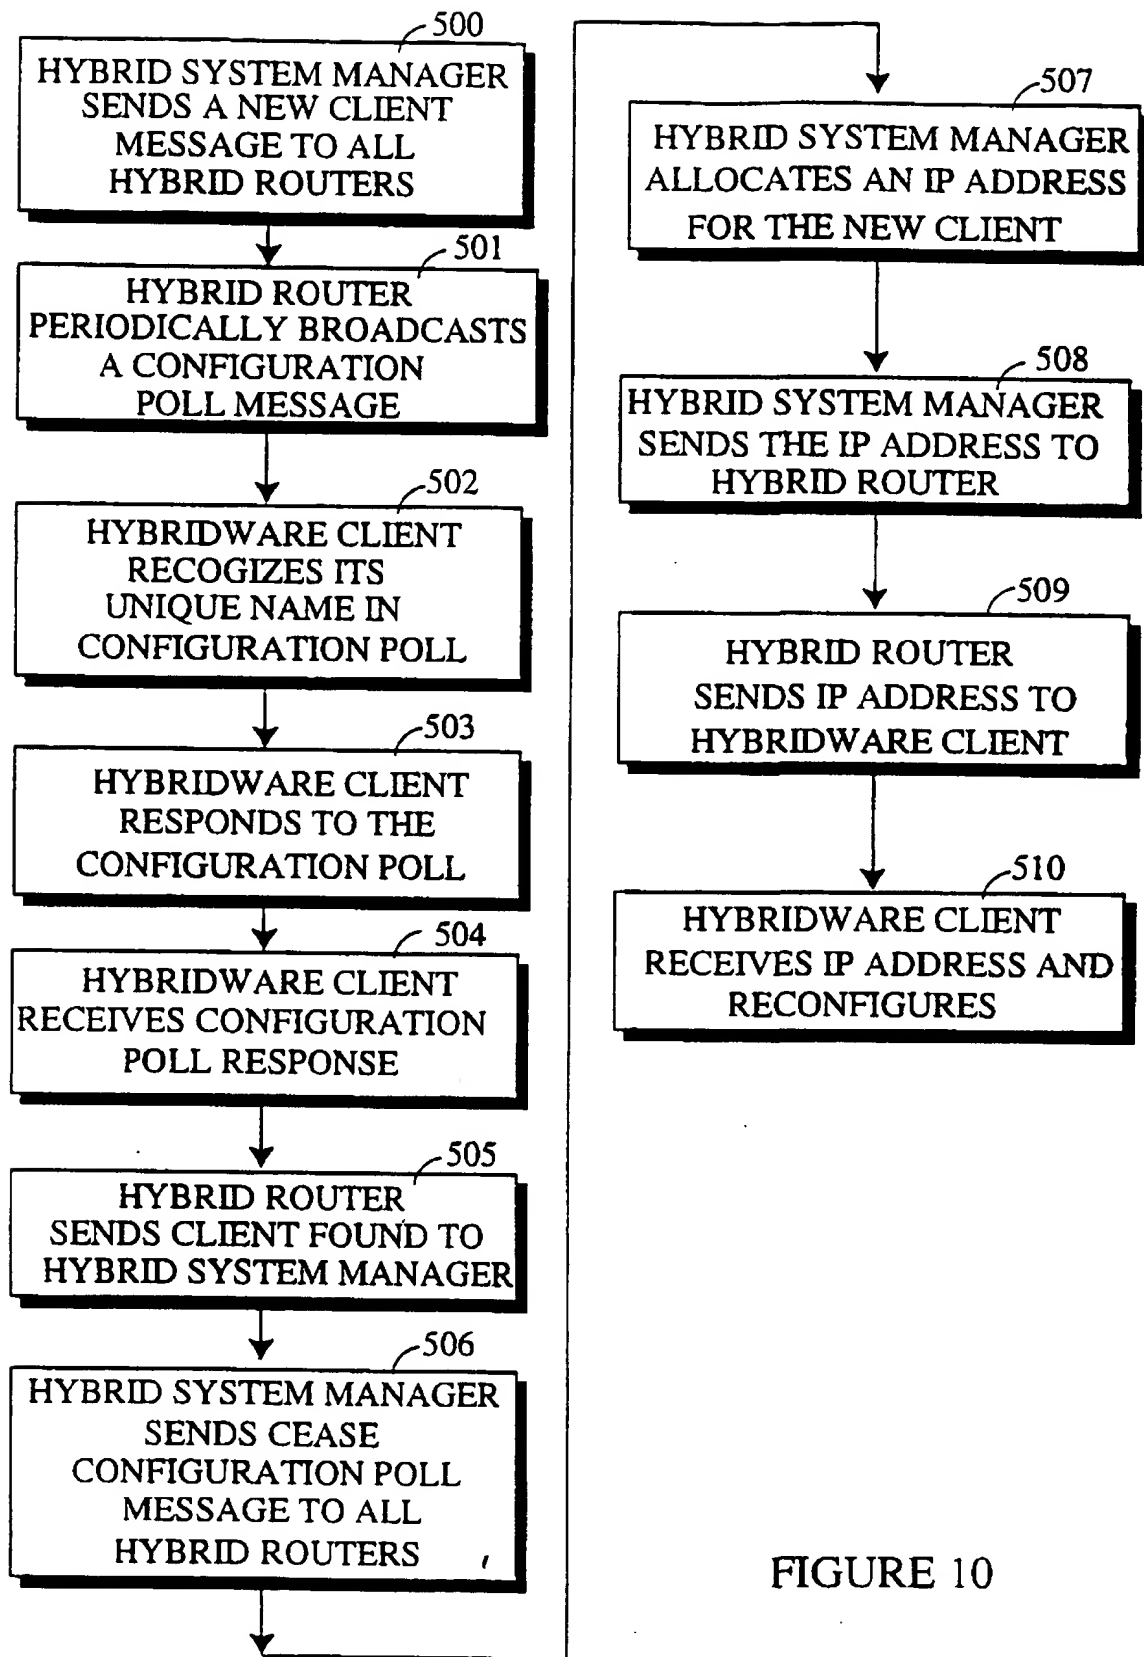 500
HYBRID SYSTEM MANAGER
SENDS A NEW CLIENT
MESSAGE TO ALL
HYBRID ROUTERS
501
HYBRID ROUTER
PERIODICALLY BROADCASTS
A CONFIGURATION
POLL MESSAGE
502
HYBRIDWARE CLIENT
RECOGIZES ITS
UNIQUE NAME IN
CONFIGURATION POLL
503
HYBRIDWARE CLIENT
RESPONDS TO THE
CONFIGURATION POLL
504
HYBRIDWARE CLIENT
RECEIVES CONFIGURATION
POLL RESPONSE
505
HYBRID ROUTER
SENDS CLIENT FOUND TO
HYBRID SYSTEM MANAGER
506
HYBRID SYSTEM MANAGER
SENDS CEASE
CONFIGURATION POLL
MESSAGE TO ALL
HYBRID ROUTERS
507
HYBRID SYSTEM MANAGER
ALLOCATES AN IP ADDRESS
FOR THE NEW CLIENT
508
HYBRID SYSTEM MANAGER
SENDS THE IP ADDRESS TO
HYBRID ROUTER
509
HYBRID ROUTER
SENDS IP ADDRESS TO
HYBRIDWARE CLIENT
510
HYBRIDWARE CLIENT
RECEIVES IP ADDRESS AND
RECONFIGURES
FIGURE 10